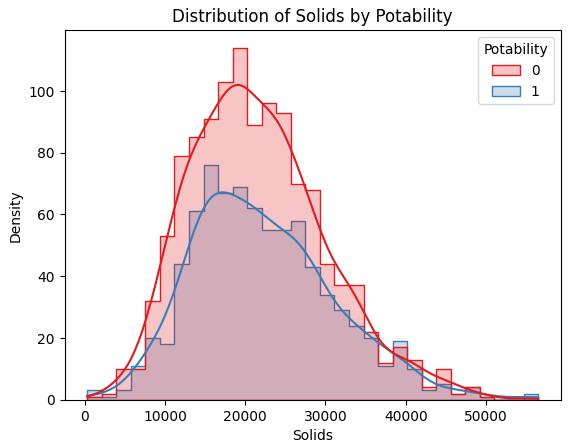 Distribution of Solids by Potability
Potability
0
1
100
80
60
40
20
0
Density
0 10000 20000 30000 40000 50000
Solids